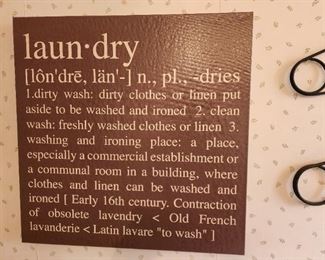 laun·dry
[lôn'drē, län'-] n., pl., -dries
1.dirty wash: dirty clothes or linen put
aside to be washed and ironed 2. clean
wash: freshly washed clothes or linen 3.
washing and ironing place: a place,
especially a commercial establishment or
a communal room in a building, where
clothes and linen can be washed and
ironed [ Early 16th century. Contraction
of obsolete lavendry < Old French
lavanderie < Latin lavare "to wash" ]